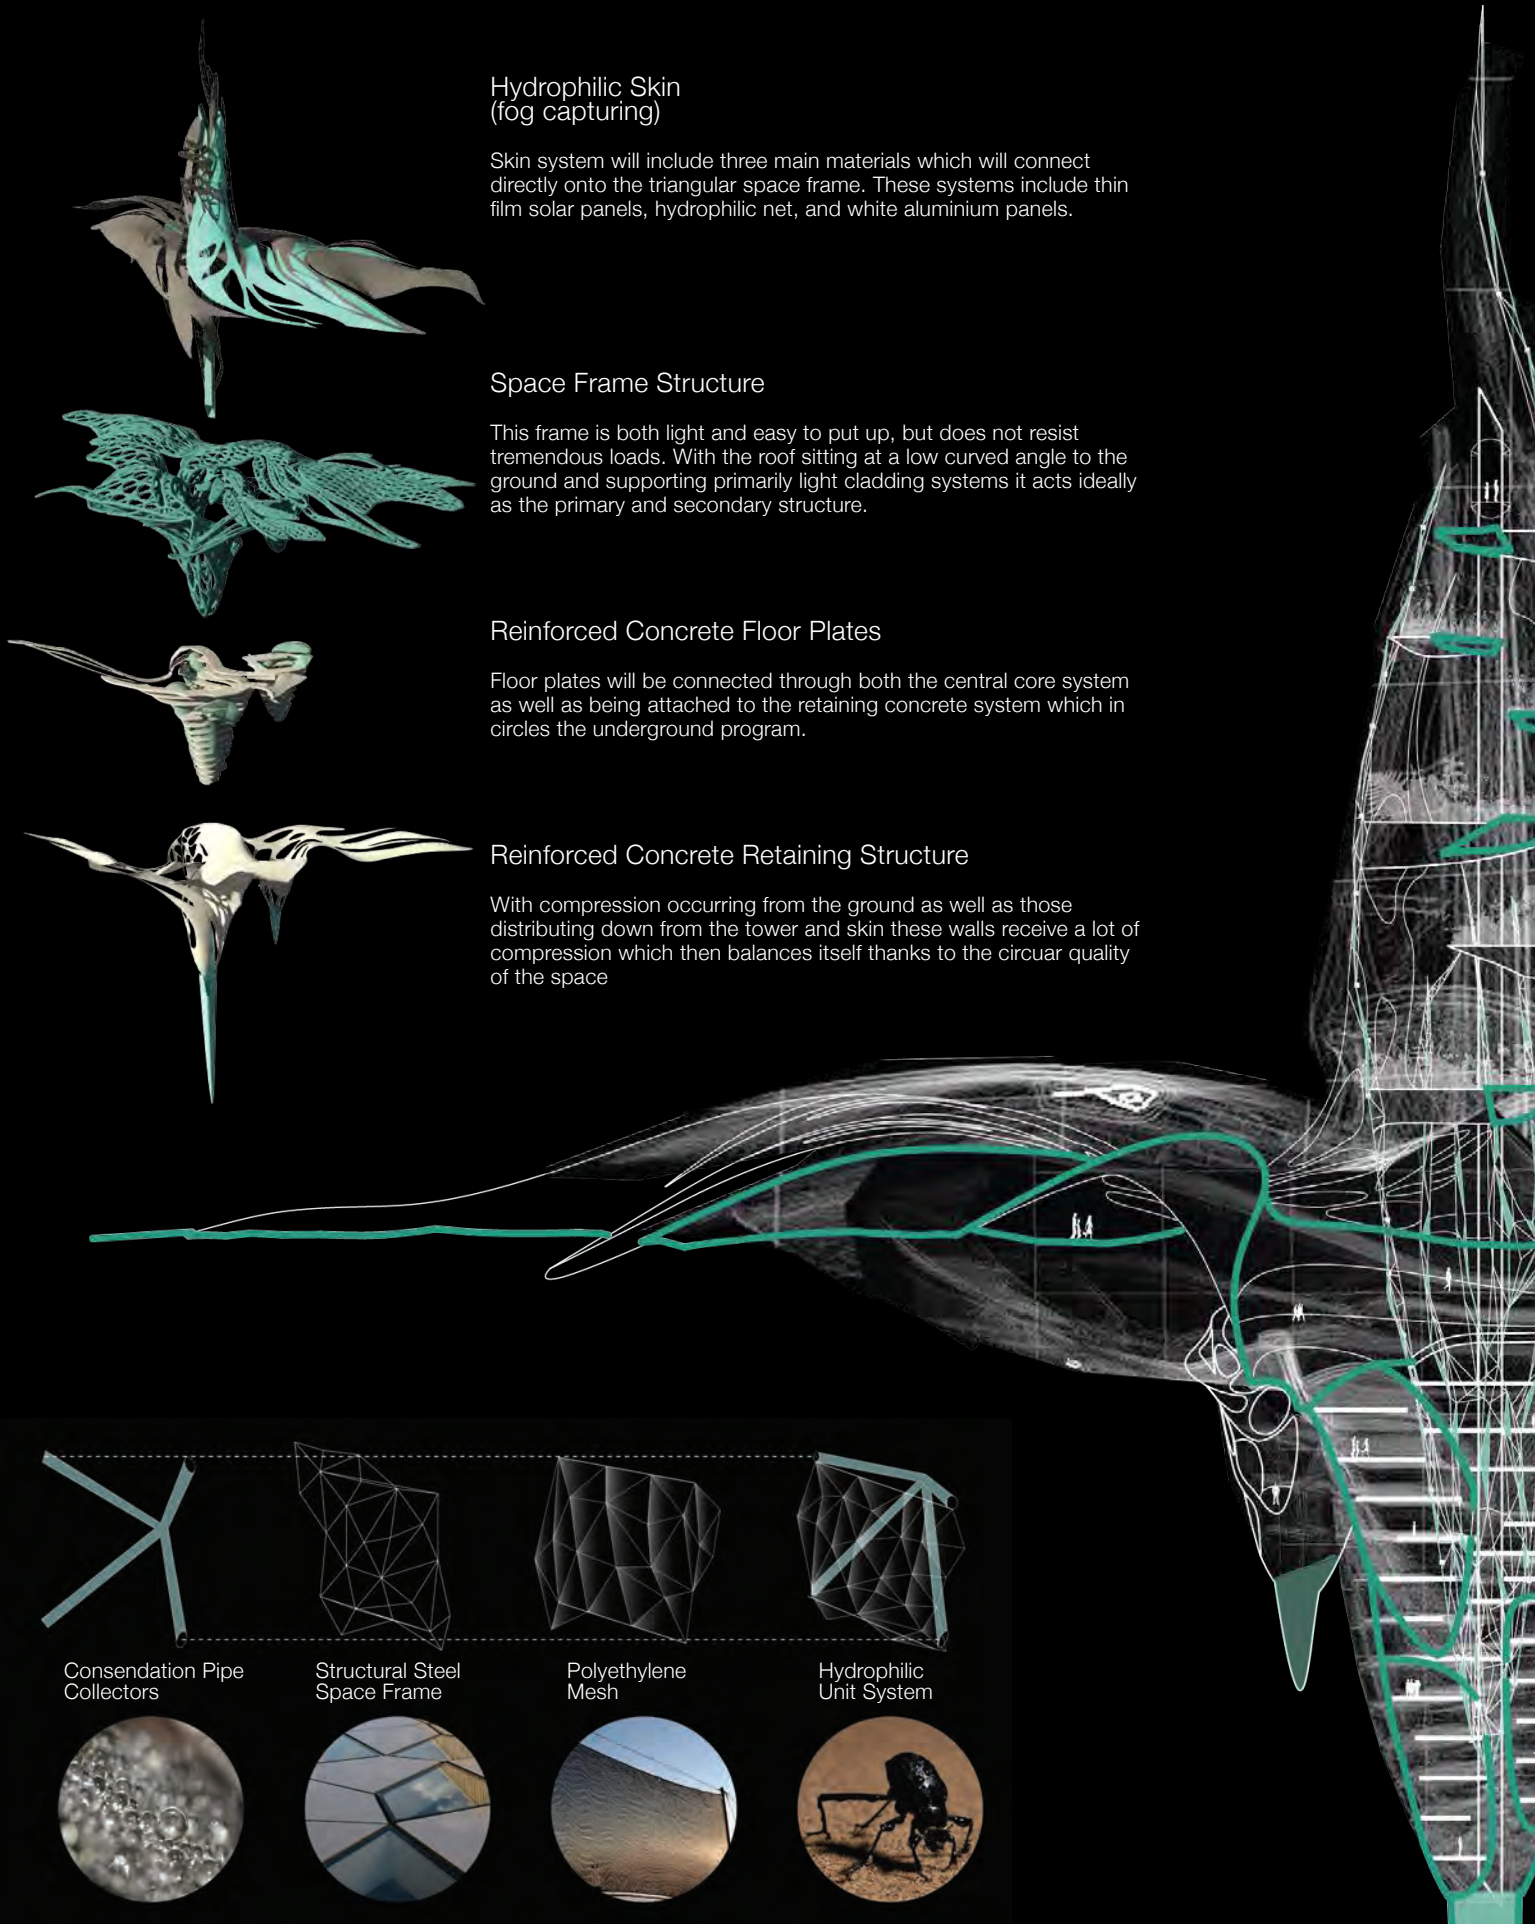 Hydrophilic Skin
(fog capturing)
Skin system will include three main materials which will connect
directly onto the triangular space frame. These systems include thin
film solar panels, hydrophilic net, and white aluminium panels.
Space Frame Structure
This frame is both light and easy to put up, but does not resist
tremendous loads. With the roof sitting at a low curved angle to the
ground and supporting primarily light cladding systems it acts ideally
as the primary and secondary structure.
Reinforced Concrete Floor Plates
Floor plates will be connected through both the central core system
as well as being attached to the retaining concrete system which in
circles the underground program.
Reinforced Concrete Retaining Structure
With compression occurring from the ground as well as those
distributing down from the tower and skin these walls receive a lot of
compression which then balances itself thanks to the circuar quality
of the space
Consendation Pipe
Collectors
Structural Steel
Space Frame
Polyethylene
Mesh
Hydrophilic
Unit System